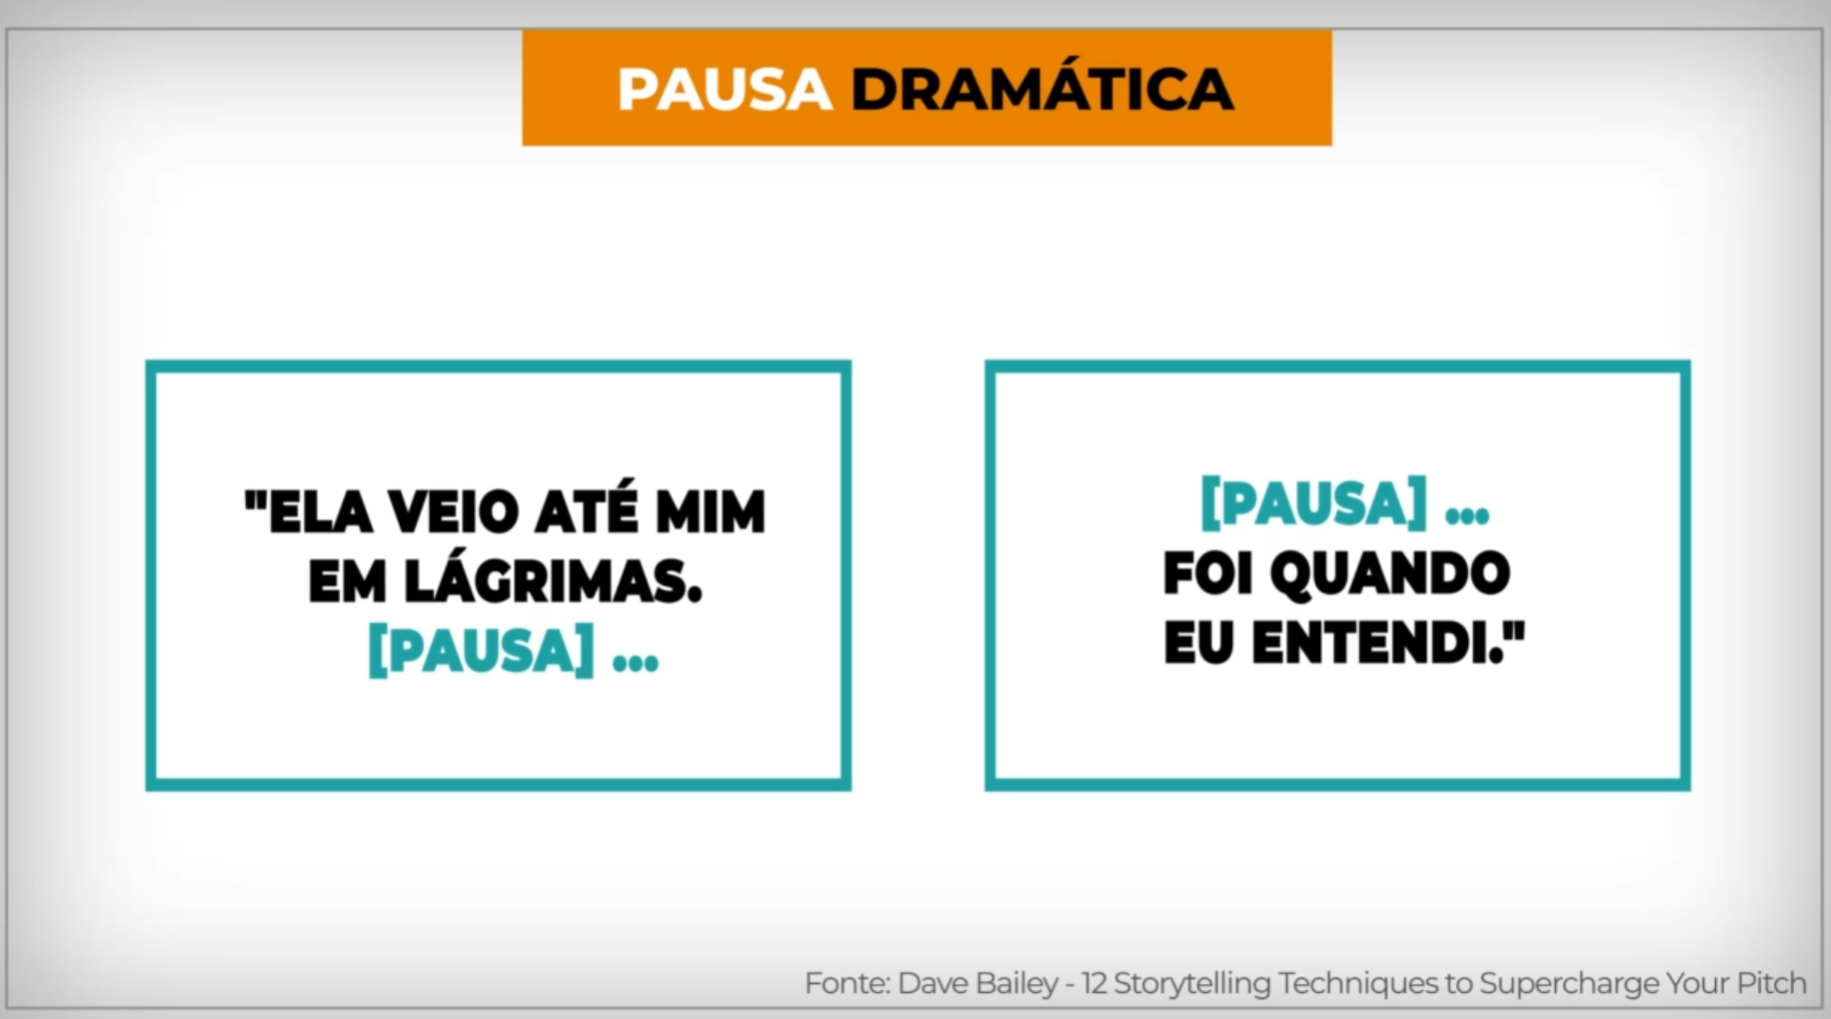 PAUSA DRAMÁTICA
"ELA VEIO ATÉ MIM
EM LÁGRIMAS.
[PAUSA] ...
[PAUSA] ...
FOI QUANDO
EU ENTENDI."
Fonte: Dave Bailey - 12 Storytelling Techniques to Supercharge Your Pitch